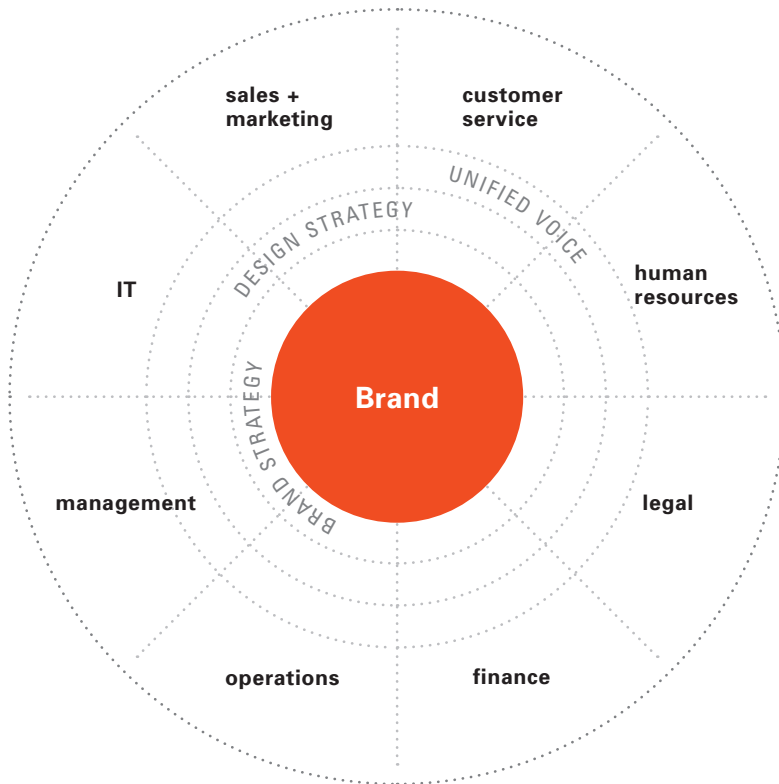 sales +
marketing
customer
service
UNIFIED VOICE
DESIGN STRATEGY
IT
human
resources
BRAND STRATEGY
Brand
management
legal
operations
finance